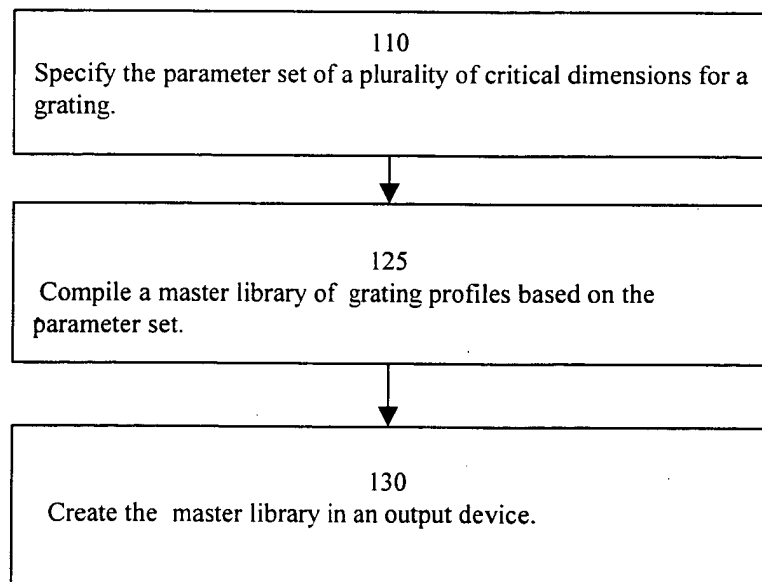 110
Specify the parameter set of a plurality of critical dimensions for a
grating.
125
Compile a master library of grating profiles based on the
parameter set.
130
Create the master library in an output device.